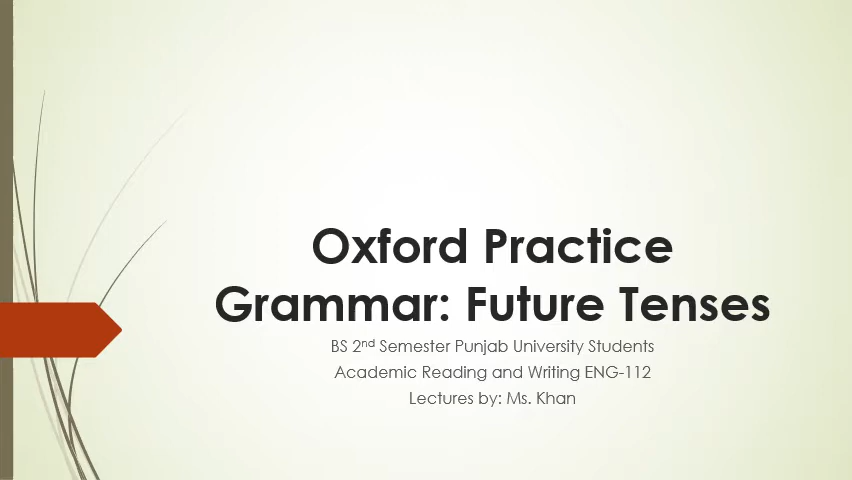 Oxford Practice
Grammar: Future Tenses
BS 2nd Semester Punjab University Students
Academic Reading and Writing ENG-112
Lectures by: Ms. Khan